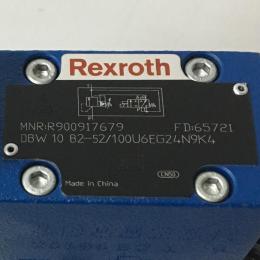 Rexroth
MNR:R900917679 FD:65721
DBW 10 B2-52/100U6EG24N9K4
Made in China